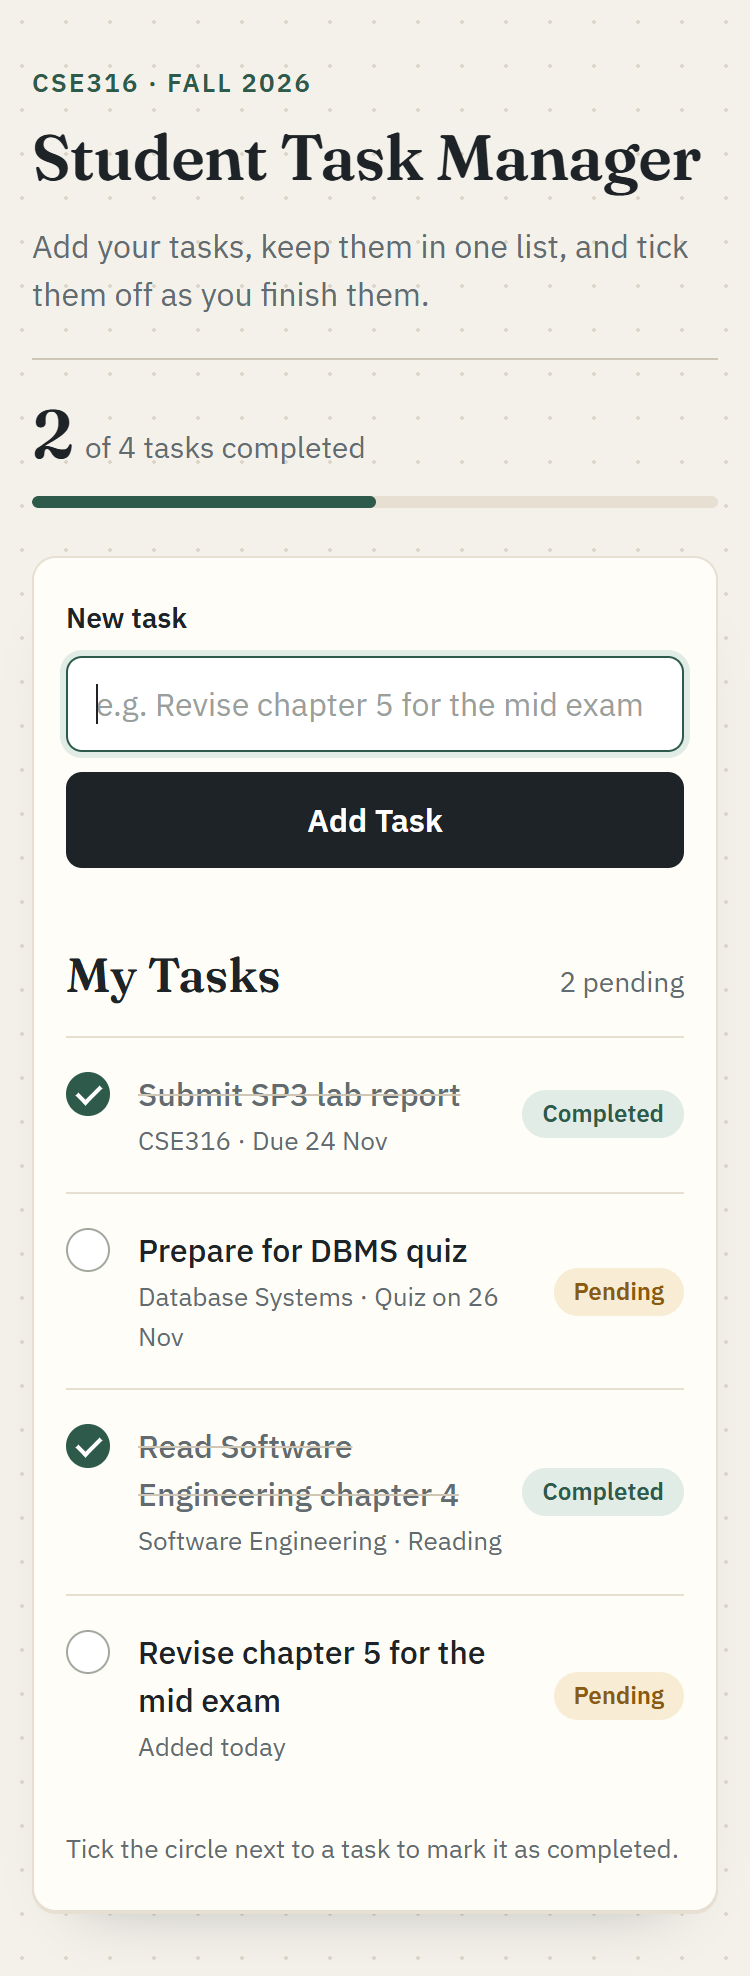 CSE316 · FALL 2026
Student Task Manager
Add your tasks, keep them in one list, and tick
them off as you finish them.
2 of 4 tasks completed
New task
e.g. Revise chapter 5 for the mid exam
Add Task
My Tasks
2 pending
Submit SP3 lab report
CSE316 · Due 24 Nov
Completed
Prepare for DBMS quiz
Database Systems · Quiz on 26
Nov
Pending
Read Software
Engineering chapter 4
Software Engineering · Reading
Completed
Revise chapter 5 for the
mid exam
Added today
Pending
Tick the circle next to a task to mark it as completed.